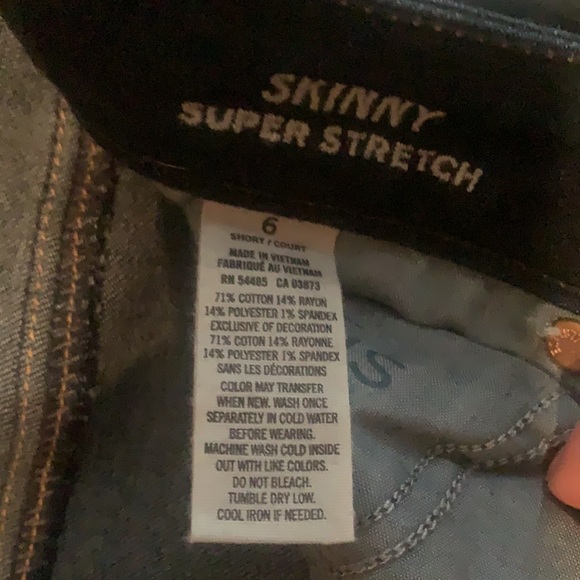 SKINNY
SUPER STRETCH
6
SHORT / COURT
MADE IN VIETNAM
FABRIQUÉ AU VIETNAM
RN 54485 CA 03873
71% COTTON 14% RAYON
14% POLYESTER 1% SPANDEX
EXCLUSIVE OF DECORATION
71% COTON 14% RAYONNE
14% POLYESTER 1% SPANDEX
SANS LES DÉCORATIONS
COLOR MAY TRANSFER
WHEN NEW. WASH ONCE
SEPARATELY IN COLD WATER
BEFORE WEARING.
MACHINE WASH COLD INSIDE
OUT WITH LIKE COLORS.
DO NOT BLEACH.
TUMBLE DRY LOW.
COOL IRON IF NEEDED.